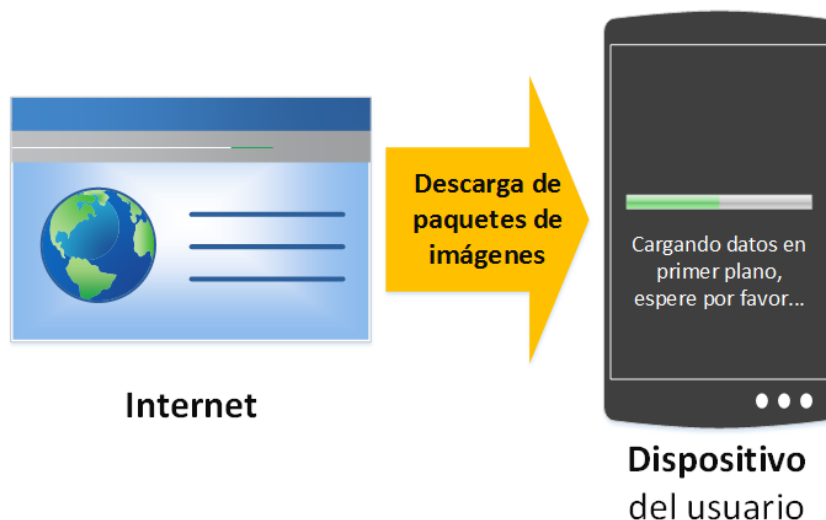 Descarga de
paquetes de
imágenes
Cargando datos en
primer plano,
espere por favor...
Internet
Dispositivo
del usuario